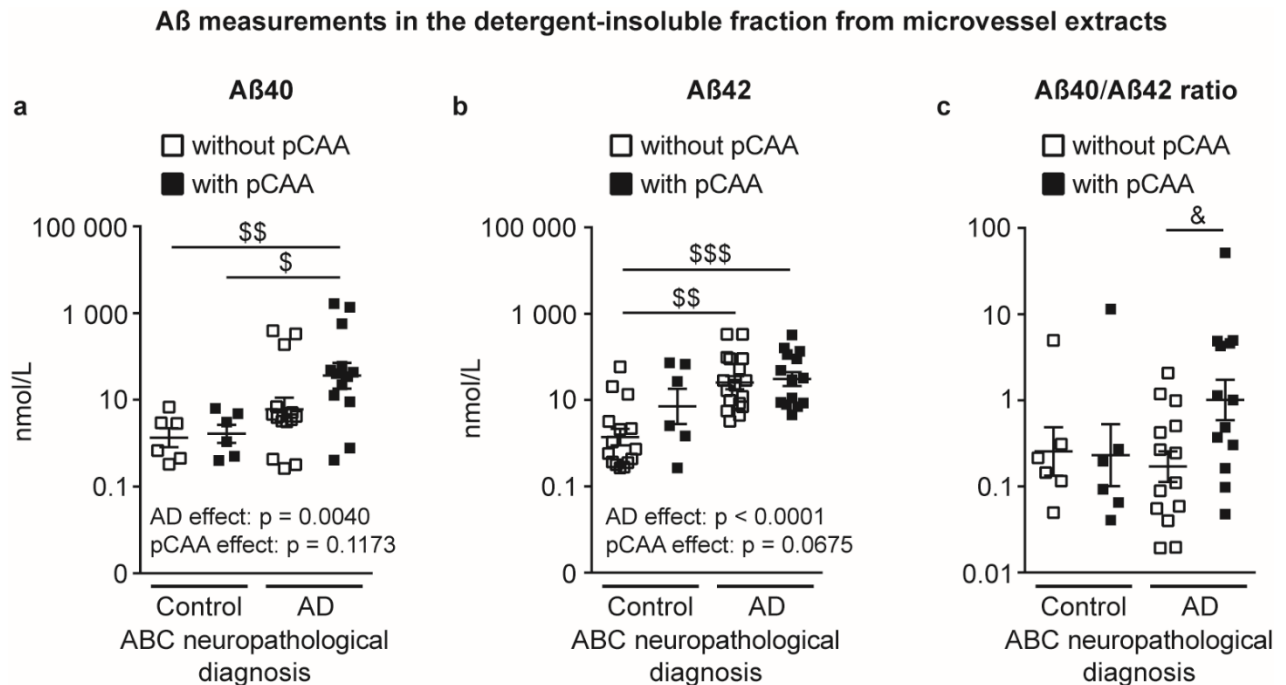 Aß measurements in the detergent-insoluble fraction from microvessel extracts
a
Aß40
without pCAA
with pCAA
nmol/L
100 000
1 000
10
0.1
0
$$
$
AD effect: p = 0.0040
pCAA effect: p = 0.1173
Control
AD
ABC neuropathological
diagnosis
b
Aß42
without pCAA
with pCAA
nmol/L
100 000
1 000
10
0.1
0
$$$
$$
AD effect: p < 0.0001
pCAA effect: p = 0.0675
Control
AD
ABC neuropathological
diagnosis
c
Aß40/Aß42 ratio
without pCAA
with pCAA
100
10
1
0.1
0.01
&
Control
AD
ABC neuropathological
diagnosis